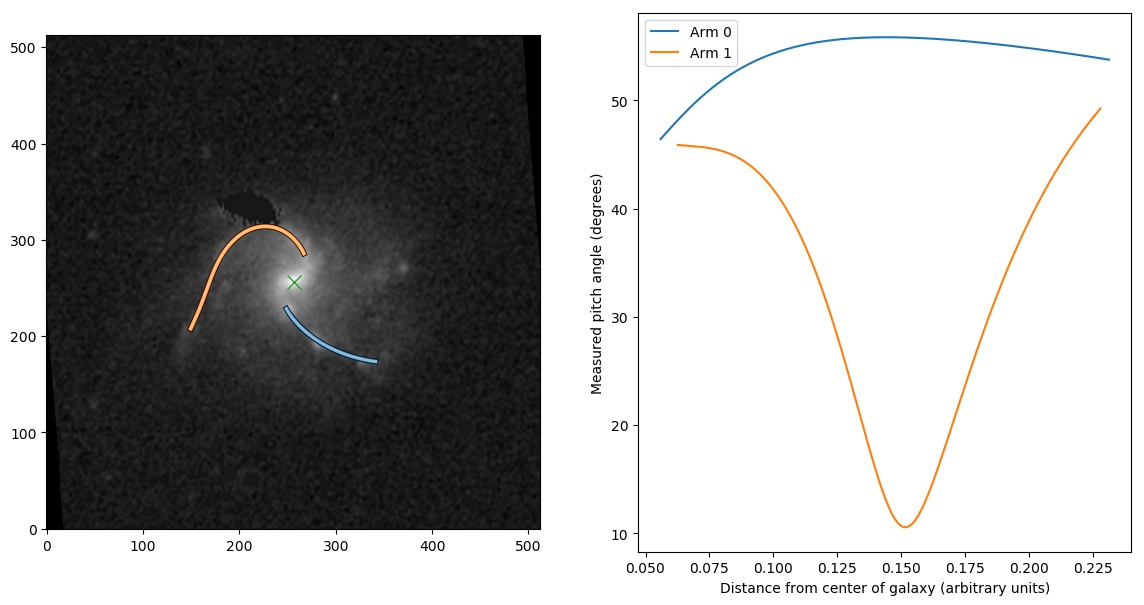 500
400
300
200
100
0
0 100 200 300 400 500
Arm 0
Arm 1
Measured pitch angle (degrees)
50
40
30
20
10
0.050 0.075 0.100 0.125 0.150 0.175 0.200 0.225
Distance from center of galaxy (arbitrary units)